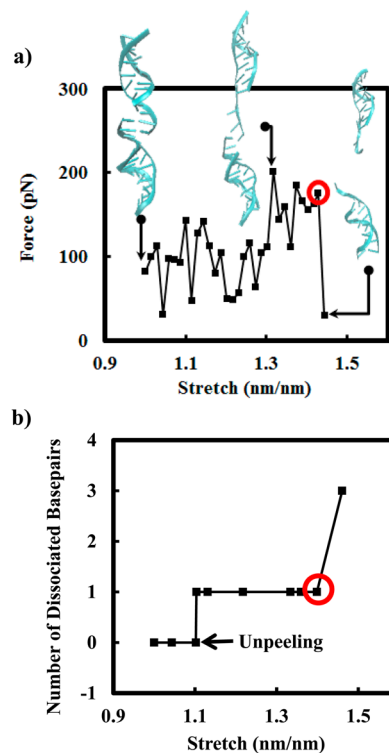 a)
300
200
100
0
Force (pN)
0.9 1.1 1.3 1.5
Stretch (nm/nm)
b)
4
3
2
1
0
-1
Number of Dissociated Basepairs
Unpeeling
0.9 1.1 1.3 1.5
Stretch (nm/nm)